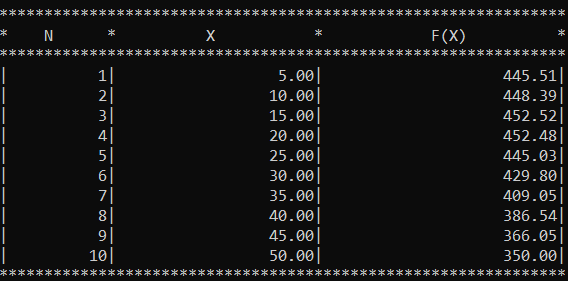 ***************************************************************
*    N      *          X           *            F(X)          *
***************************************************************
|          1|                  5.00|                    445.51|
|          2|                 10.00|                    448.39|
|          3|                 15.00|                    452.52|
|          4|                 20.00|                    452.48|
|          5|                 25.00|                    445.03|
|          6|                 30.00|                    429.80|
|          7|                 35.00|                    409.05|
|          8|                 40.00|                    386.54|
|          9|                 45.00|                    366.05|
|         10|                 50.00|                    350.00|
***************************************************************